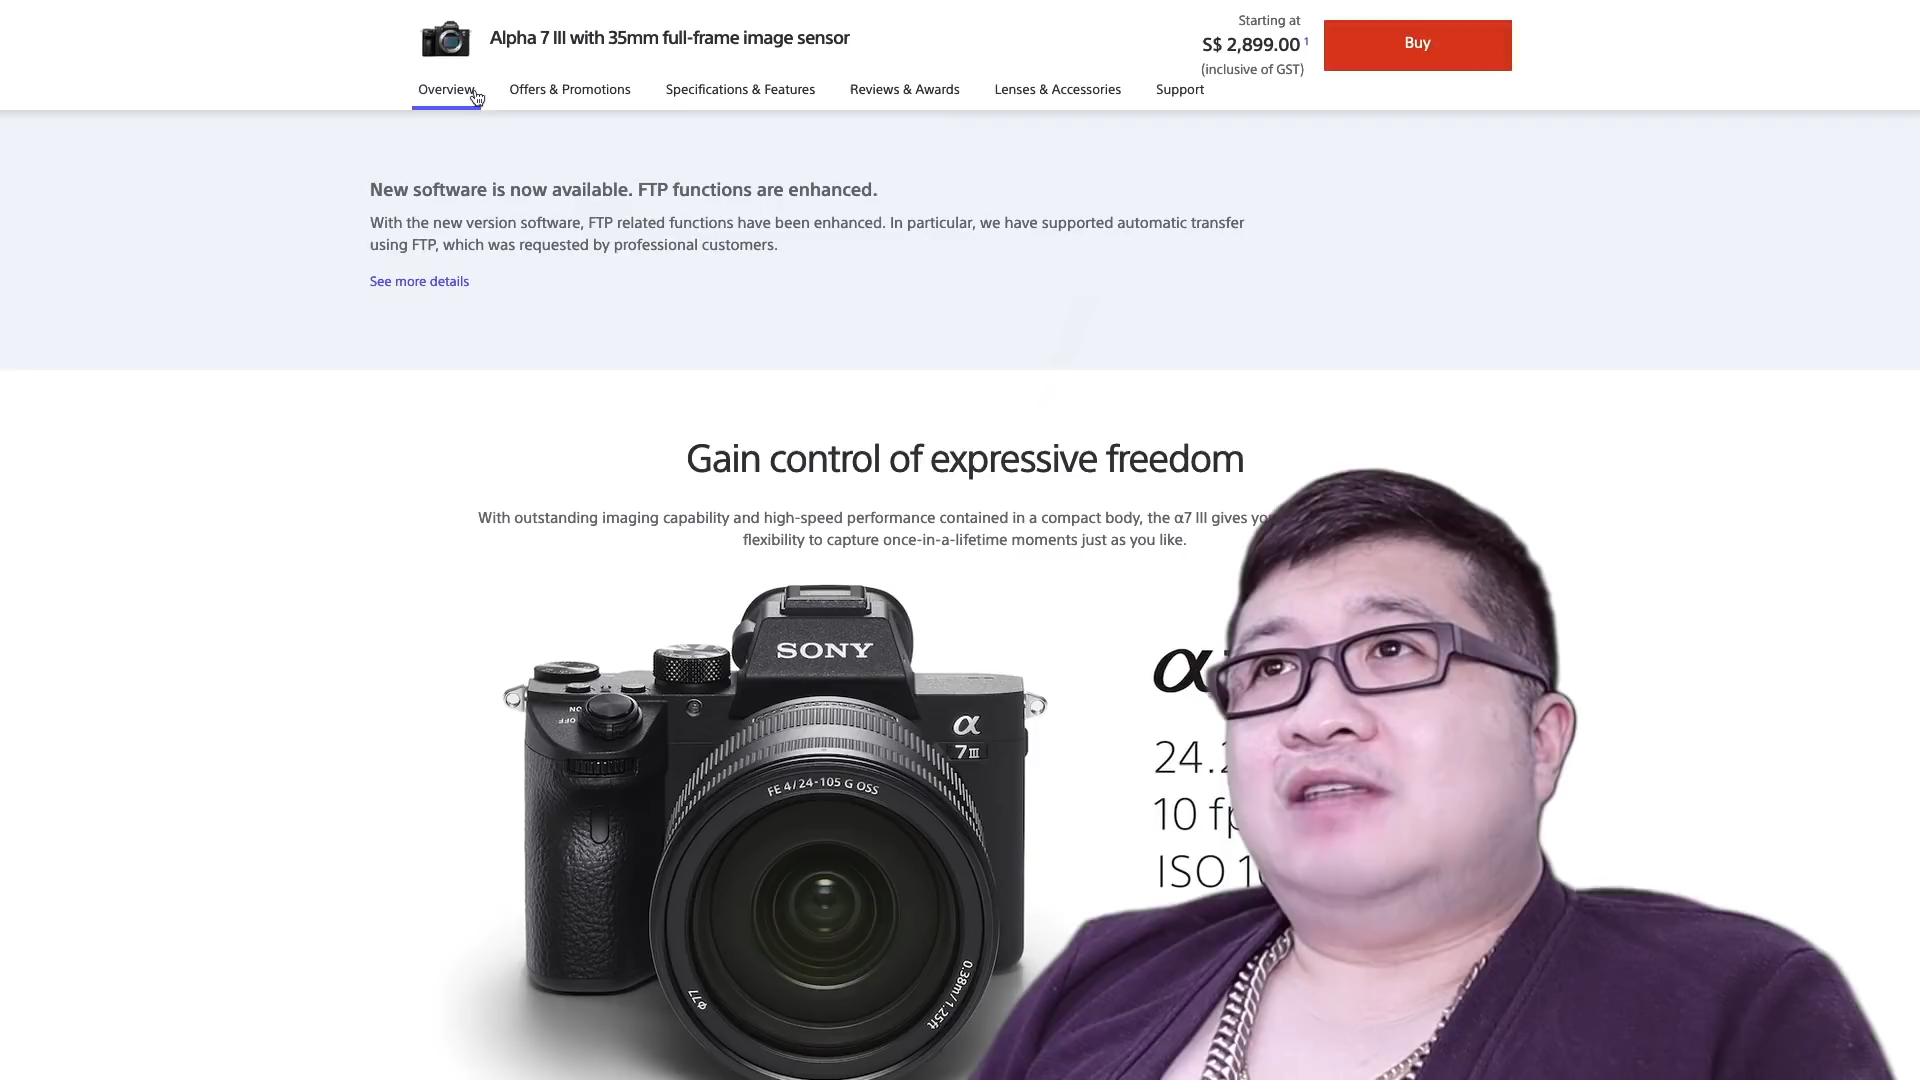 Alpha 7 III with 35mm full-frame image sensor
Starting at
S$ 2,899.00 1
(inclusive of GST)
Buy
Overview
Offers & Promotions
Specifications & Features
Reviews & Awards
Lenses & Accessories
Support
New software is now available. FTP functions are enhanced.
With the new version software, FTP related functions have been enhanced. In particular, we have supported automatic transfer
using FTP, which was requested by professional customers.
See more details
Gain control of expressive freedom
With outstanding imaging capability and high-speed performance contained in a compact body, the α7 III gives
flexibility to capture once-in-a-lifetime moments just as you like.
SONY
ON
OFF
α
7III
FE 4/24-105 G OSS
0.38m/1.25ft
φ77
α
24.
10
ISO